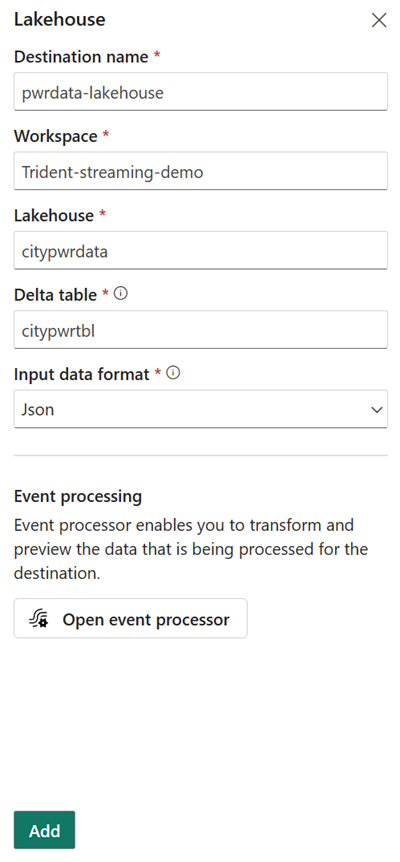 Lakehouse
Destination name *
pwrdata-lakehouse
Workspace *
Trident-streaming-demo
Lakehouse *
citypwrdata
Delta table *
citypwrtbl
Input data format *
Json
Event processing
Event processor enables you to transform and
preview the data that is being processed for the
destination.
Open event processor
Add